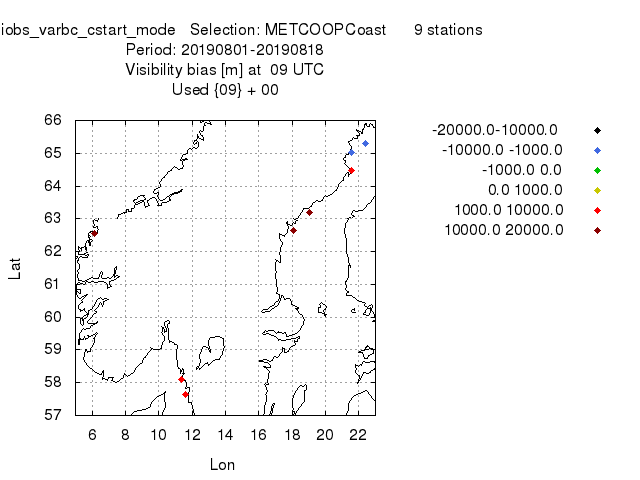 iobs_varbc_cstart_mode Selection: METCOOPCoast 9 stations
Period: 20190801-20190818
Visibility bias [m] at 09 UTC
Used {09} + 00
66
65
64
63
62
61
60
59
58
57
Lat
6 8 10 12 14 16 18 20 22
Lon
-20000.0-10000.0
-10000.0 -1000.0
-1000.0 0.0
0.0 1000.0
1000.0 10000.0
10000.0 20000.0